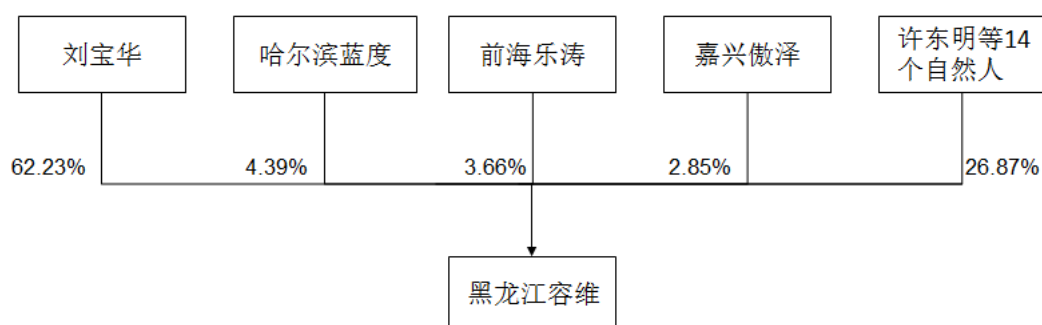 刘宝华
哈尔滨蓝度
前海乐涛
嘉兴傲泽
许东明等14
个自然人
62.23%
4.39%
3.66%
2.85%
26.87%
黑龙江容维